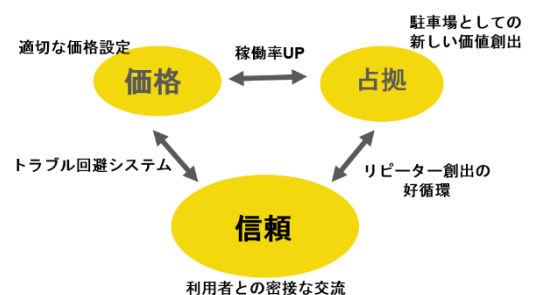 駐車場としての
新しい価値創出
適切な価格設定
稼働率UP
価格
占拠
トラブル回避システム
リピーター創出の
好循環
信頼
利用者との密接な交流